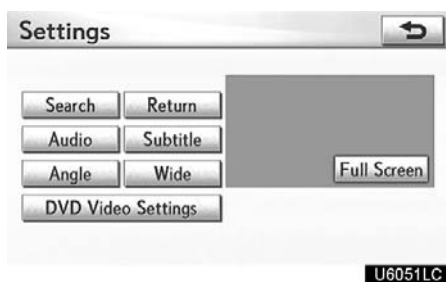 Settings
Search Return
Audio Subtitle
Angle Wide
Full Screen
DVD Video Settings
U6051LC